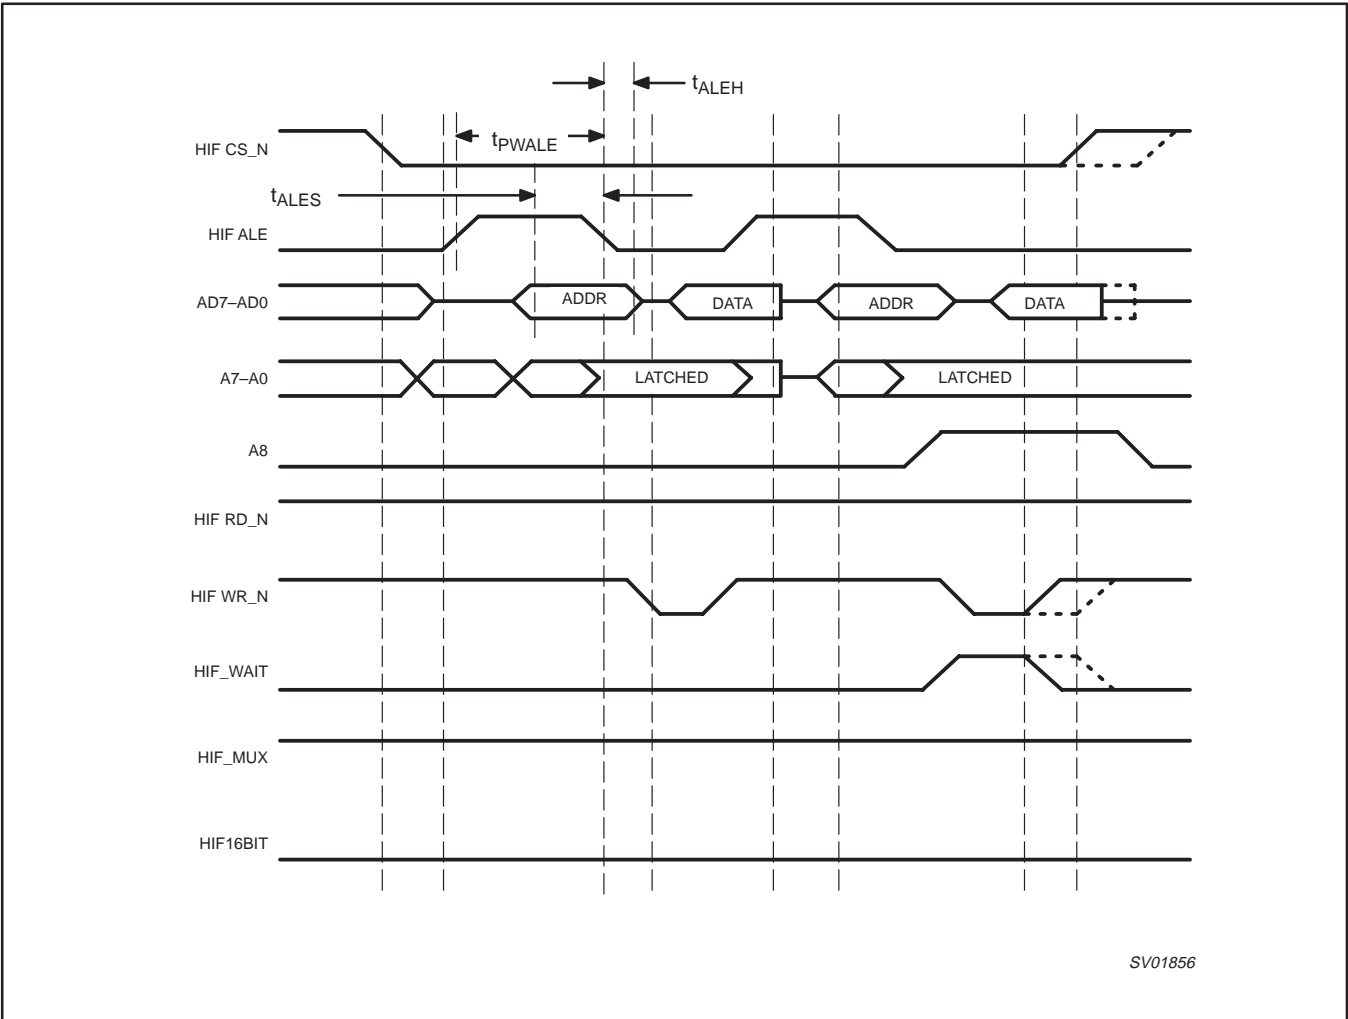 tALEH
HIF CS_N
tPWALE
tALES
HIF ALE
AD7–AD0
ADDR
DATA
ADDR
DATA
A7–A0
LATCHED
LATCHED
A8
HIF RD_N
HIF WR_N
HIF_WAIT
HIF_MUX
HIF16BIT
SV01856